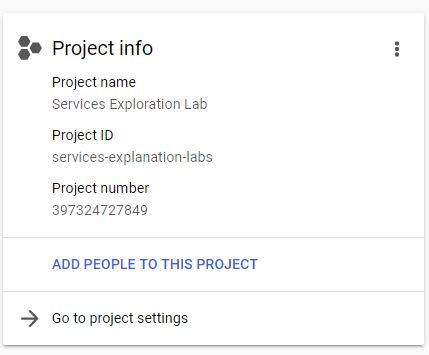 Project info
Project name
Services Exploration Lab
Project ID
services-explanation-labs
Project number
397324727849
ADD PEOPLE TO THIS PROJECT
Go to project settings